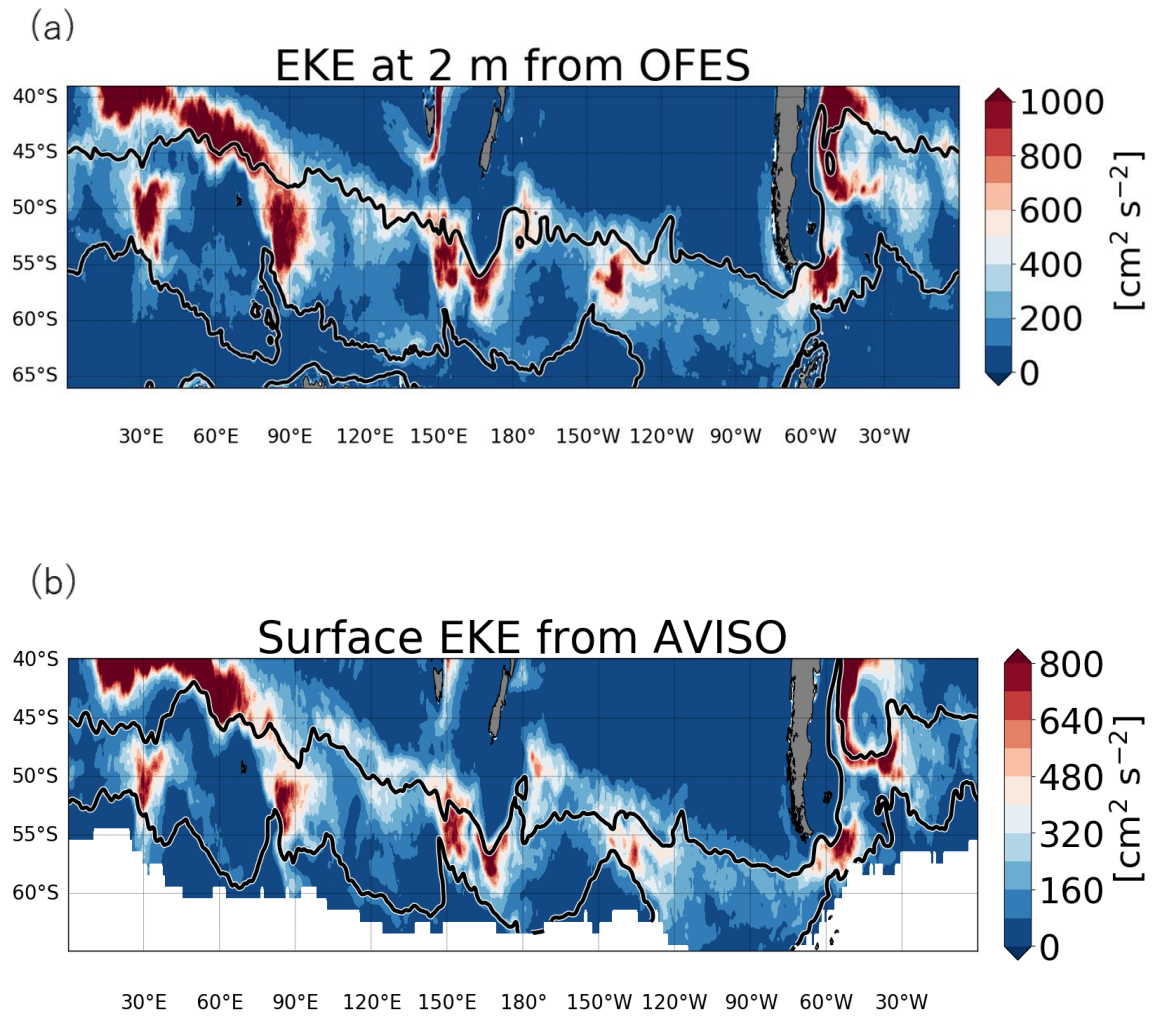 (a)
EKE at 2 m from OFES
40°S
45°S
50°S
55°S
60°S
65°S
30°E 60°E 90°E 120°E 150°E 180° 150°W 120°W 90°W 60°W 30°W
1000
800
600
400
200
0
[cm² s⁻²]
(b)
Surface EKE from AVISO
40°S
45°S
50°S
55°S
60°S
30°E 60°E 90°E 120°E 150°E 180° 150°W 120°W 90°W 60°W 30°W
800
640
480
320
160
0
[cm² s⁻²]